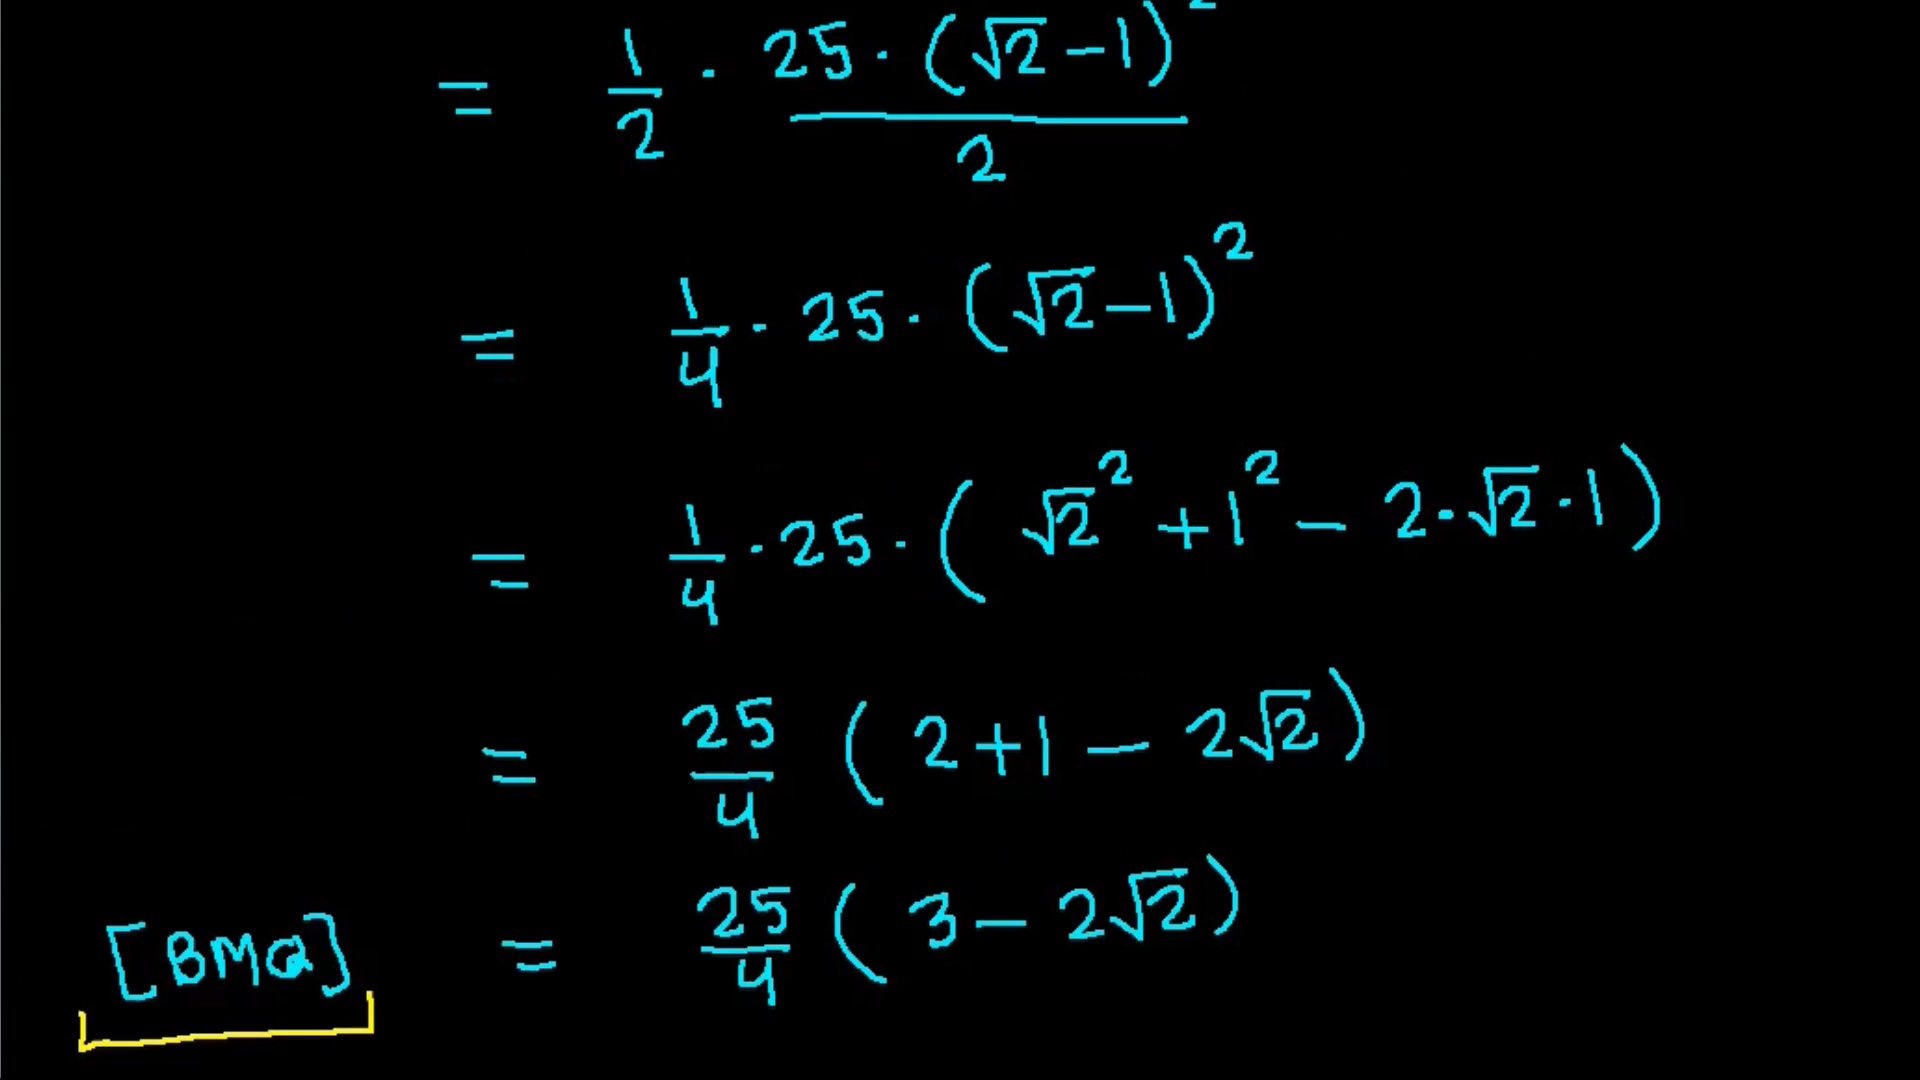 = 1/2 · 25 · (√2 − 1)² / 2
= 1/4 · 25 · (√2 − 1)²
= 1/4 · 25 · (√2² + 1² − 2 · √2 · 1)
= 25/4 (2 + 1 − 2√2)
[BMQ] = 25/4 (3 − 2√2)